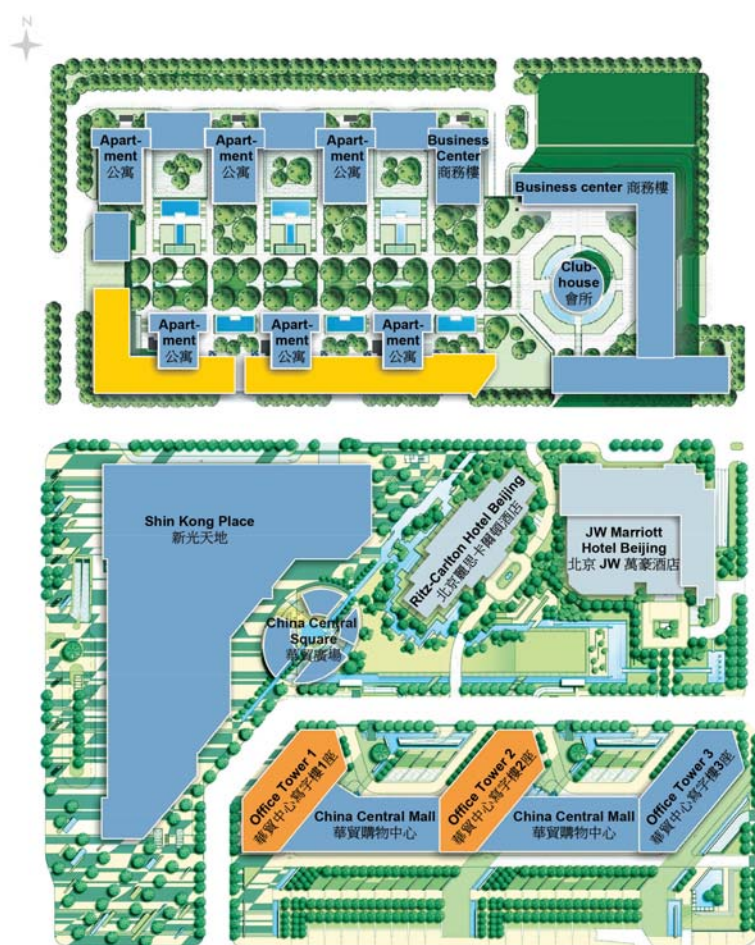 N
Apart-
ment
公寓
Apart-
ment
公寓
Apart-
ment
公寓
Business
Center
商務樓
Business center 商務樓
Club-
house
會所
Apart-
ment
公寓
Apart-
ment
公寓
Apart-
ment
公寓
Shin Kong Place
新光天地
Ritz-Carlton Hotel Beijing
北京麗思卡爾頓酒店
JW Marriott
Hotel Beijing
北京 JW 萬豪酒店
China Central
Square
華貿廣場
Office Tower 1
華貿中心寫字樓1座
China Central Mall
華貿購物中心
Office Tower 2
華貿中心寫字樓2座
China Central Mall
華貿購物中心
Office Tower 3
華貿中心寫字樓3座